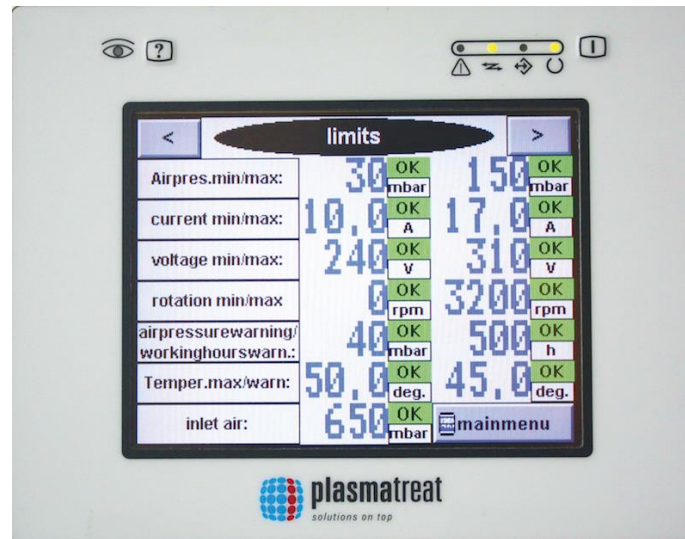 ?
I
< limits >
Airpres.min/max: 30 OK mbar 150 OK mbar
current min/max: 10.0 OK A 17.0 OK A
voltage min/max: 240 OK V 310 OK V
rotation min/max 0 OK rpm 3200 OK rpm
airpressurewarning/
workinghourswarn.: 40 OK mbar 500 OK h
Temper.max/warn: 50.0 OK deg. 45.0 OK deg.
inlet air: 650 OK mbar mainmenu
plasmatreat
solutions on top